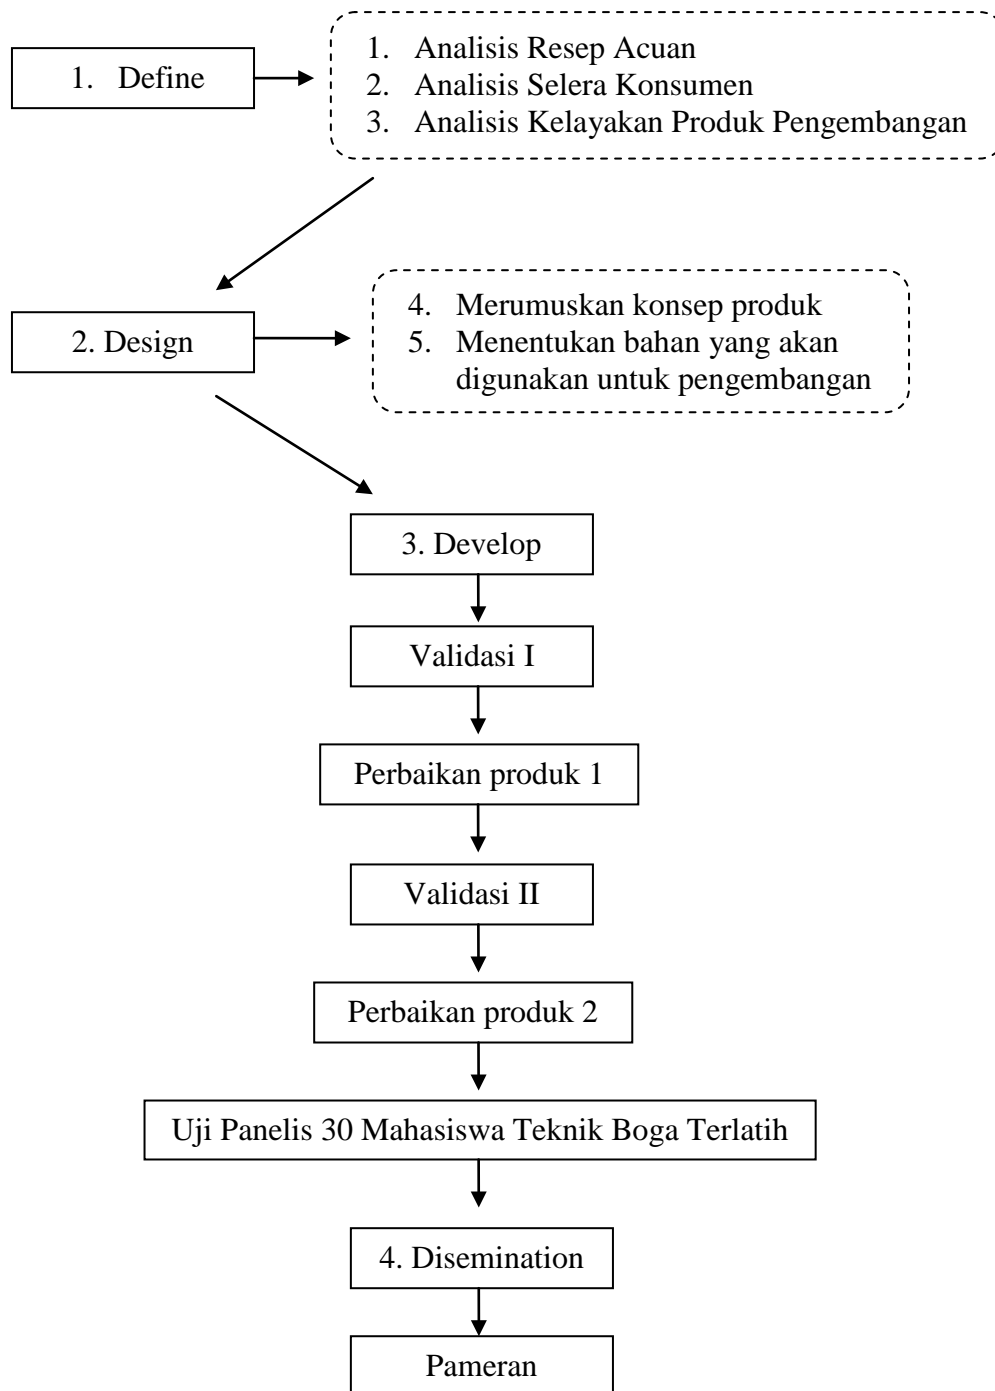 1. Define
1. Analisis Resep Acuan
2. Analisis Selera Konsumen
3. Analisis Kelayakan Produk Pengembangan
2. Design
4. Merumuskan konsep produk
5. Menentukan bahan yang akan
digunakan untuk pengembangan
3. Develop
Validasi I
Perbaikan produk 1
Validasi II
Perbaikan produk 2
Uji Panelis 30 Mahasiswa Teknik Boga Terlatih
4. Disemination
Pameran